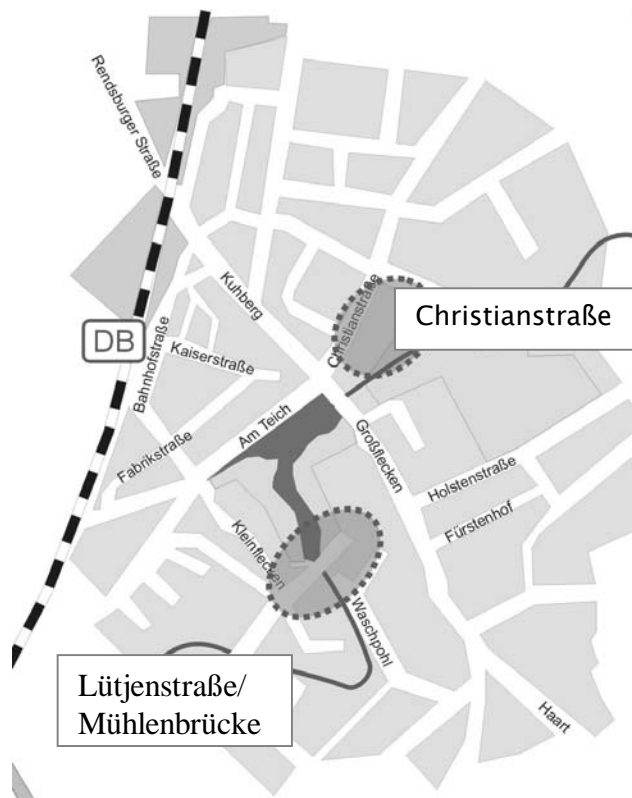 Rendsburger Straße
Kuhberg
Christianstraße
Christianstraße
DB
Bahnhofstraße
Kaiserstraße
Am Teich
Großflecken
Fabrikstraße
Holstenstraße
Fürstenhof
Kleinflecken
Waschpohl
Lütjenstraße/
Mühlenbrücke
Haart